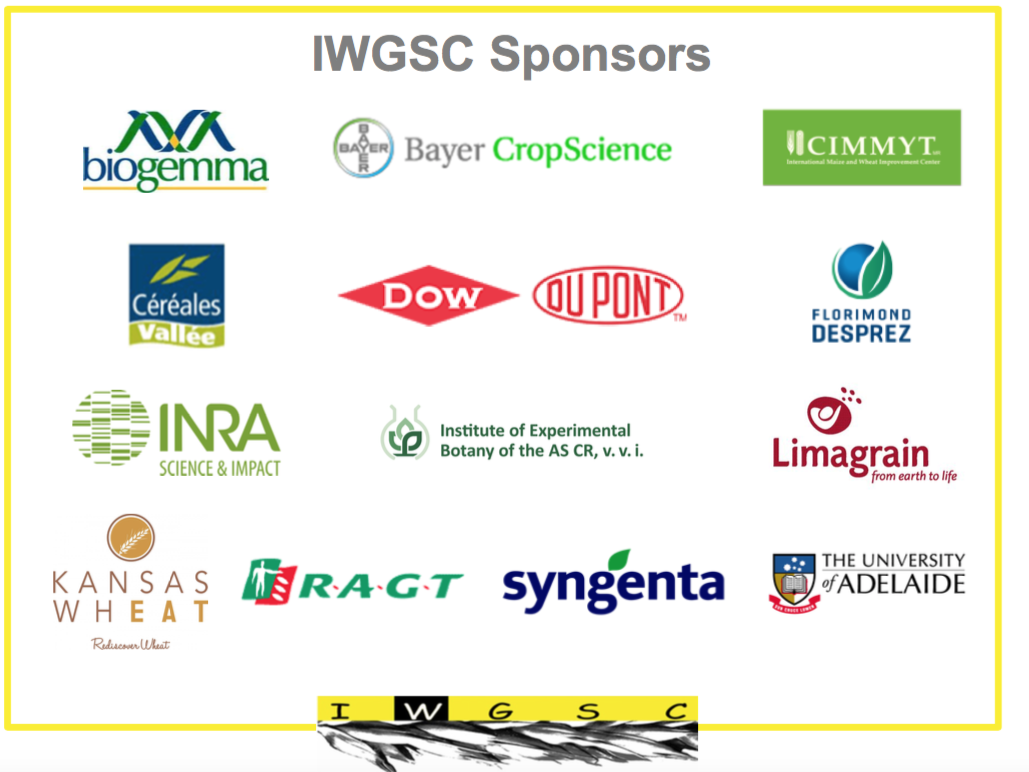 IWGSC Sponsors
biogemma
BAYER
BAYER
Bayer CropScience
CIMMYT
International Maize and Wheat Improvement Center
Céréales
Vallée
DOW
DU PONT
TM
FLORIMOND
DESPREZ
INRA
SCIENCE & IMPACT
Institute of Experimental
Botany of the AS CR, v. v. i.
Limagrain
from earth to life
KANSAS
WHEAT
Rediscover Wheat
R·A·G·T
syngenta
THE UNIVERSITY
of ADELAIDE
I W G S C